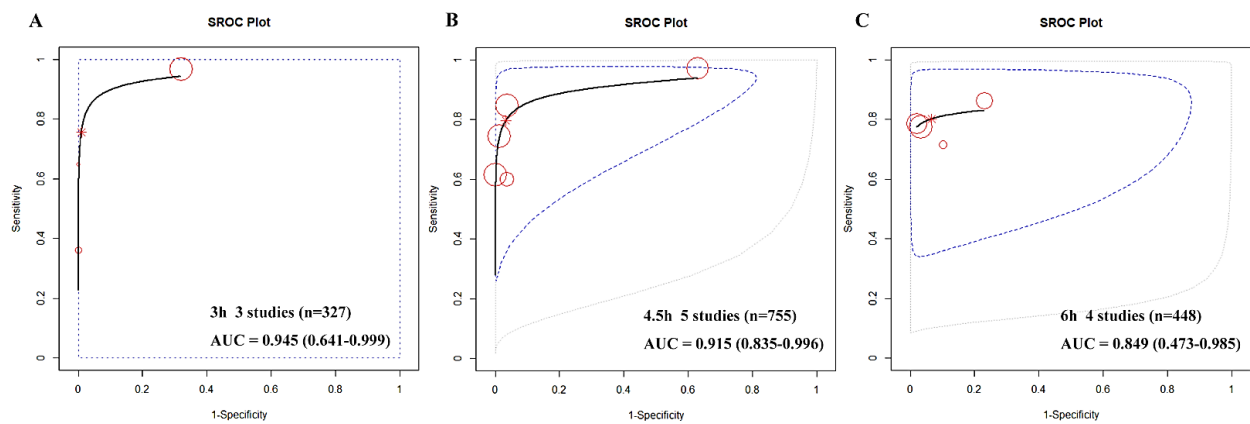 A
SROC Plot
Sensitivity
1
0.8
0.6
0.4
0.2
0
3h 3 studies (n=327)
AUC = 0.945 (0.641-0.999)
0
0.2
0.4
0.6
0.8
1
1-Specificity
B
SROC Plot
Sensitivity
1
0.8
0.6
0.4
0.2
0
4.5h 5 studies (n=755)
AUC = 0.915 (0.835-0.996)
0
0.2
0.4
0.6
0.8
1
1-Specificity
C
SROC Plot
Sensitivity
1
0.8
0.6
0.4
0.2
0
6h 4 studies (n=448)
AUC = 0.849 (0.473-0.985)
0
0.2
0.4
0.6
0.8
1
1-Specificity